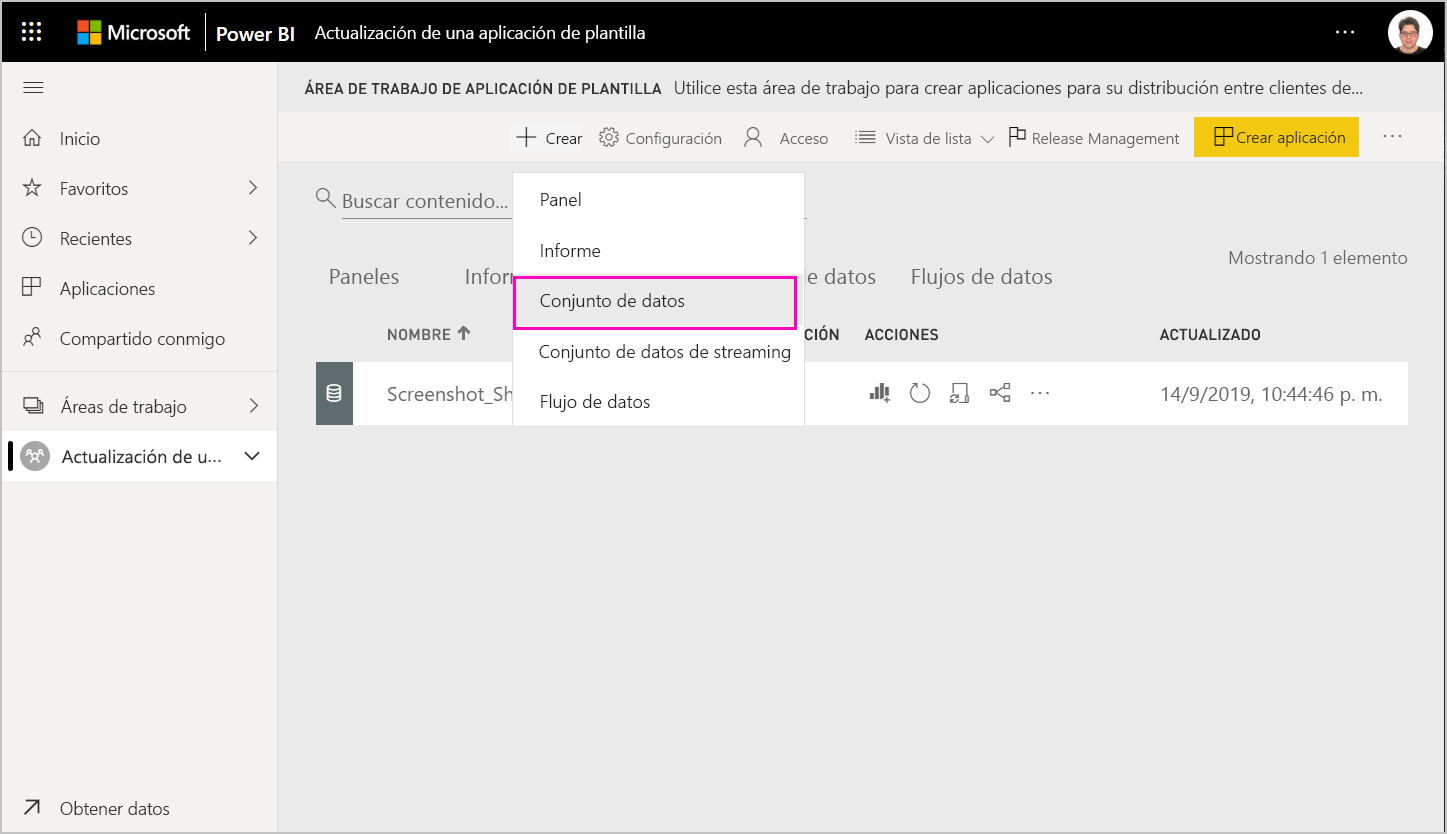 Microsoft Power BI Actualización de una aplicación de plantilla
ÁREA DE TRABAJO DE APLICACIÓN DE PLANTILLA Utilice esta área de trabajo para crear aplicaciones para su distribución entre clientes de...
Crear Configuración Acceso Vista de lista Release Management Crear aplicación
Inicio
Favoritos
Recientes
Aplicaciones
Compartido conmigo
Áreas de trabajo
Actualización de u...
Obtener datos
Buscar contenido...
Panel
Informe
Conjunto de datos
Conjunto de datos de streaming
Flujo de datos
Mostrando 1 elemento
Paneles Infor e datos Flujos de datos
NOMBRE CIÓN ACCIONES ACTUALIZADO
Screenshot_Sh 14/9/2019, 10:44:46 p. m.